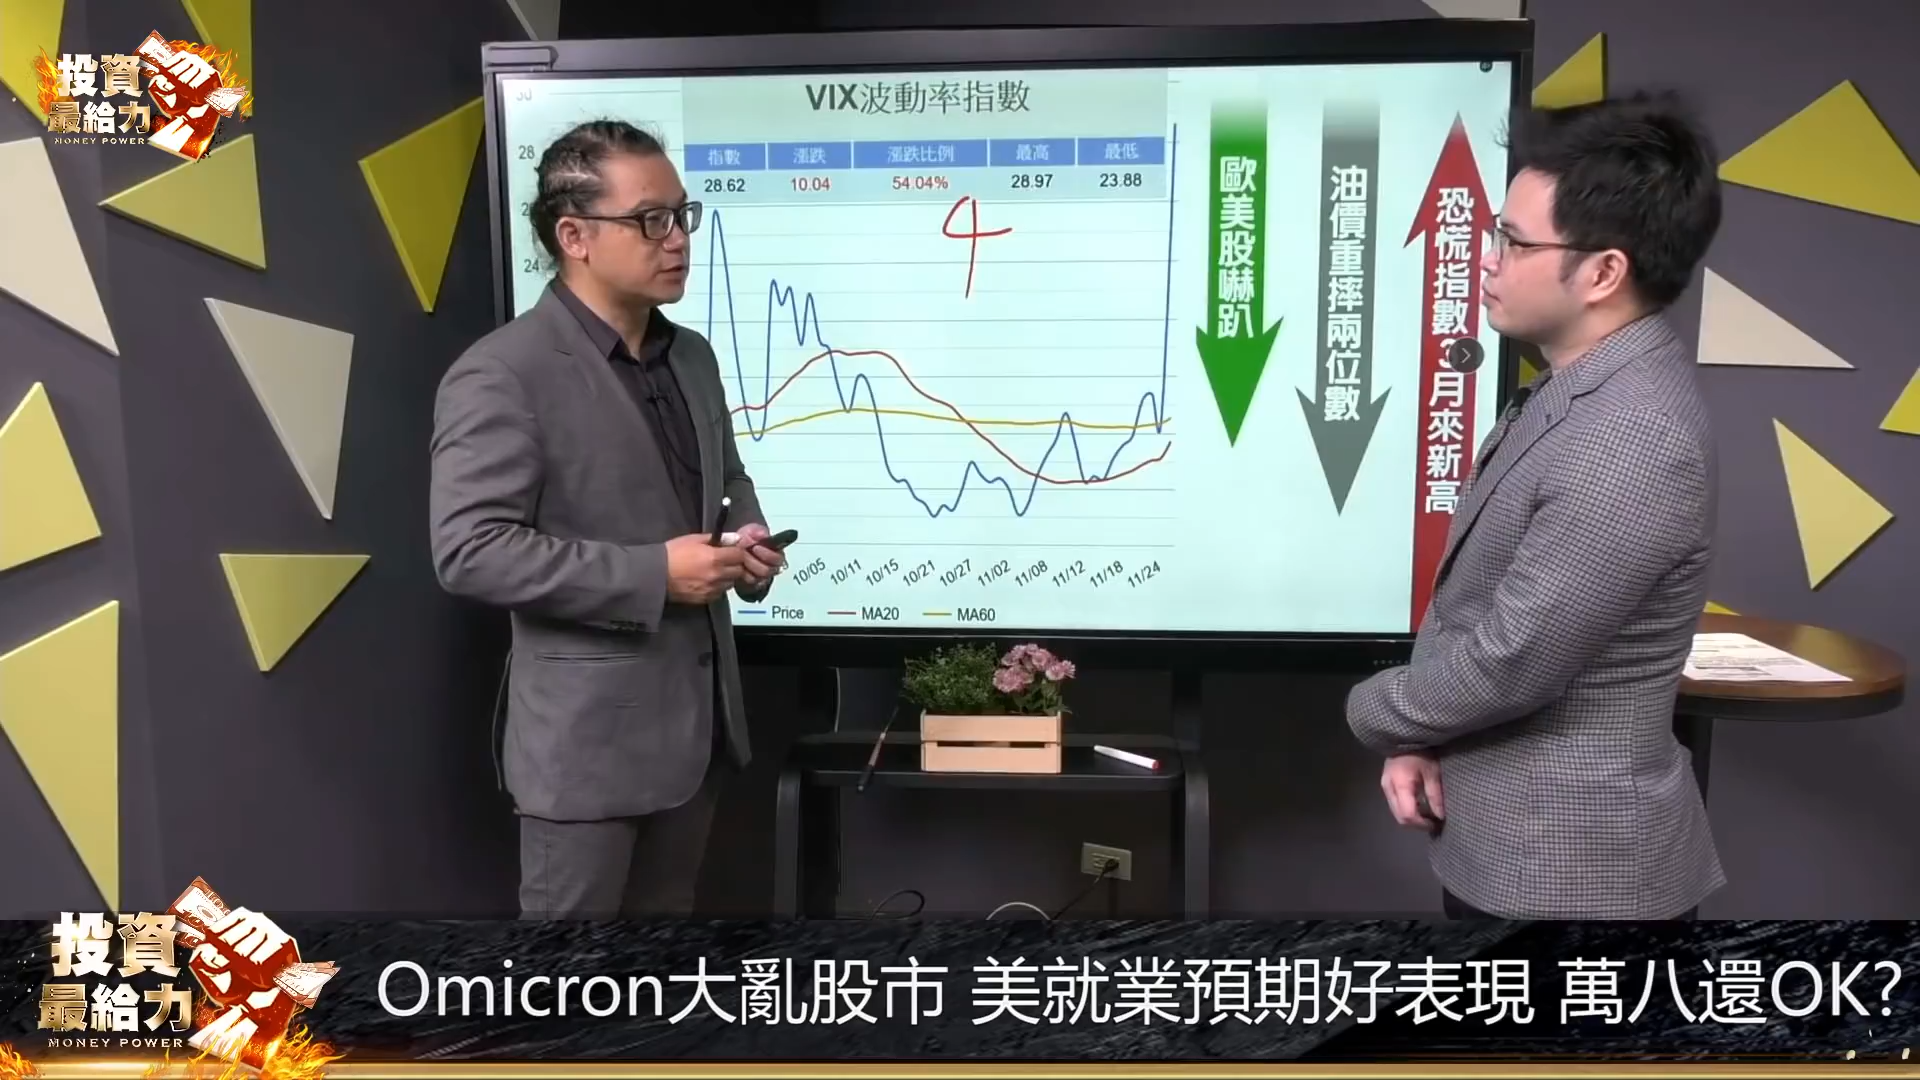 投資
最給力
MONEY POWER
VIX波動率指數
指數 漲跌 漲跌比例 最高 最低
28.62 10.04 54.04% 28.97 23.88
30
28
24
4
10/05 10/11 10/15 10/21 10/27 11/02 11/08 11/12 11/18 11/24
Price MA20 MA60
歐美股嚇趴
油價重摔兩位數
恐慌指數3月來新高
投資
最給力
MONEY POWER
Omicron大亂股市 美就業預期好表現 萬八還OK?